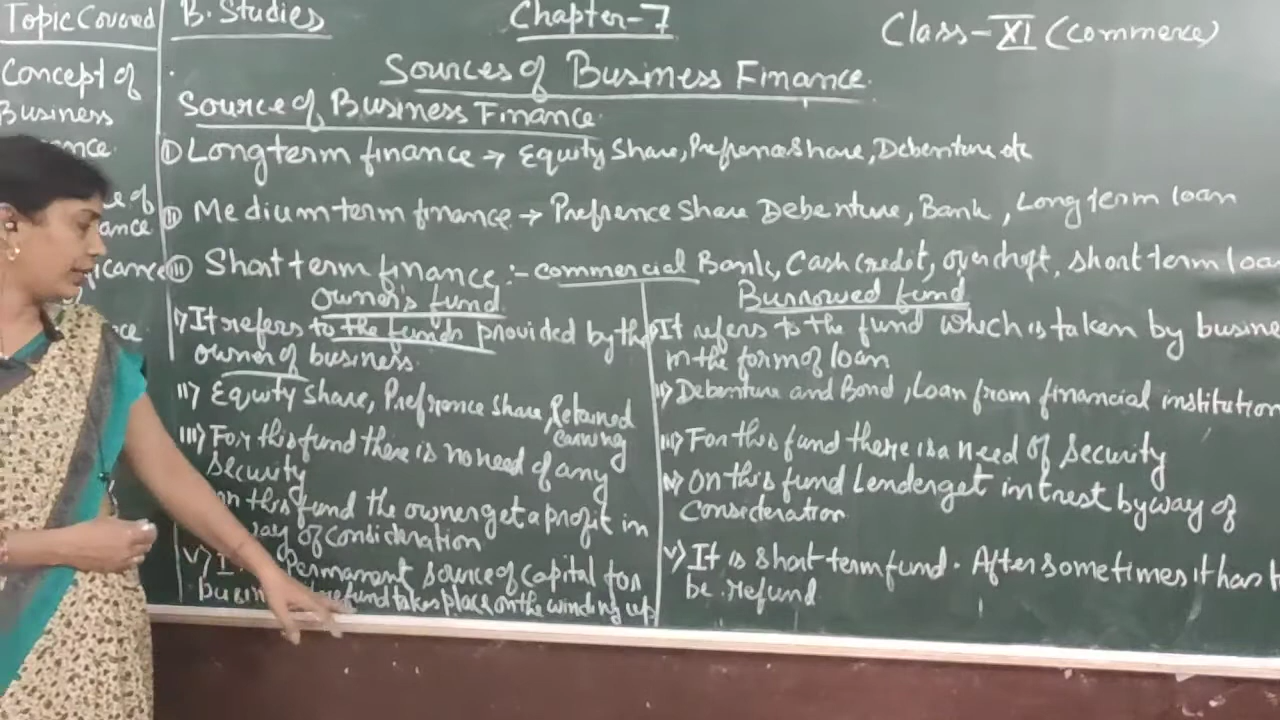 Topic Covered
Concept of
Business
B. Studies
Chapter-7
Class-XI (commerce)
Sources of Business Finance.
Source of Business Finance
① Longterm finance → Equity Share, Prefrence Share, Debenture etc
② Medium term finance → Prefrence Share Debenture, Bank, Long term loan
③ Short term finance :- commercial Bank, Cash credit, overdraft, short term loa
owner's fund
i) It refers to the funds provided by the
owner of business.
ii) Equity share, Prefrence share, Retained
earning
iii) For this fund there is no need of any
security
on this fund the owner get a profit in
way of consideration
v) Permanant source of capital for
refund takes place on the winding up
Burrowed fund
It refers to the fund which is taken by busine
in the form of loan
ii) Debenture and Bond, Loan from financial institution
iii) For this fund there is a need of security
iv) On this fund Lender get intrest by way of
consideration
v) It is short term fund. After sometimes it has t
be refund